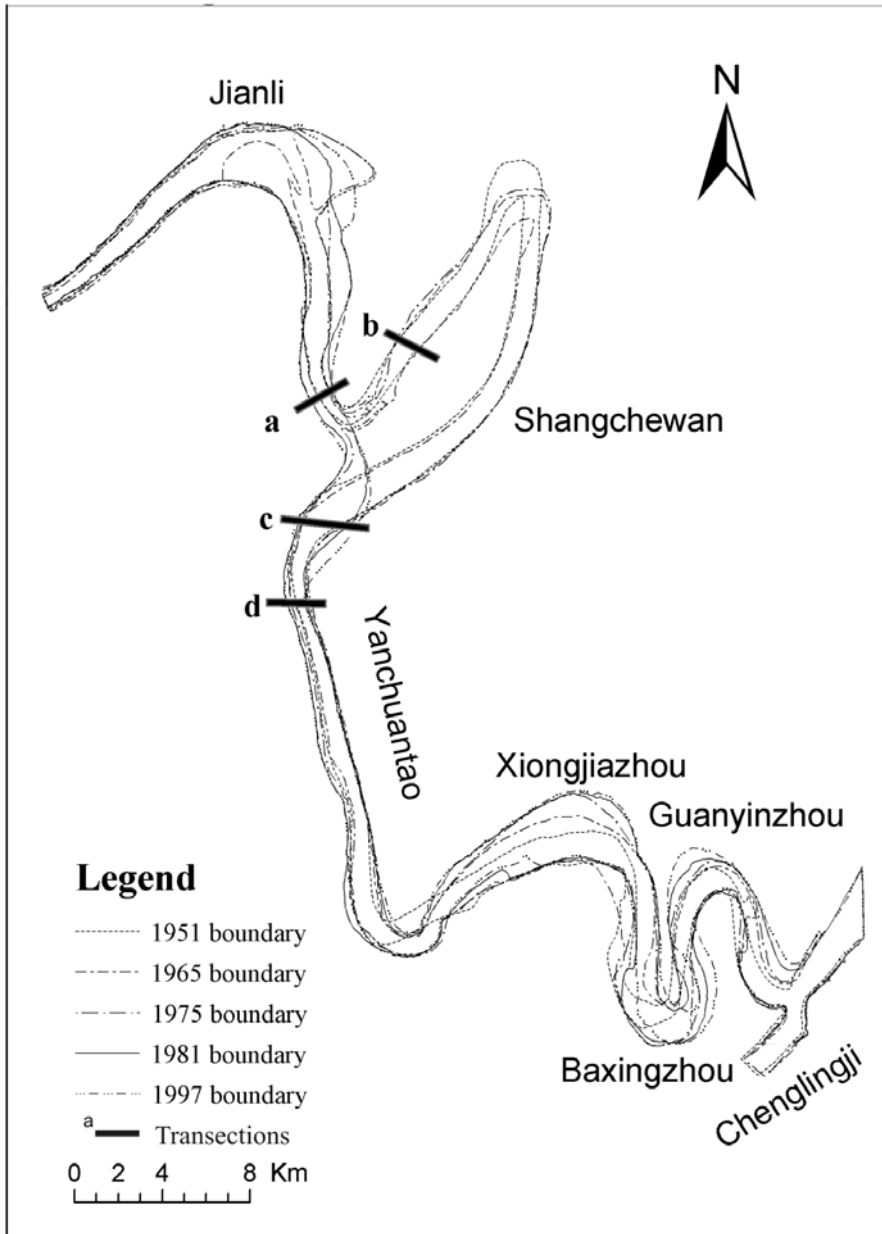 Jianli
N
b
a
Shangchewan
c
d
Yanchuantao
Xiongjiazhou
Guanyinzhou
Baxingzhou
Chenglingji
Legend
1951 boundary
1965 boundary
1975 boundary
1981 boundary
1997 boundary
a Transections
0 2 4 8 Km